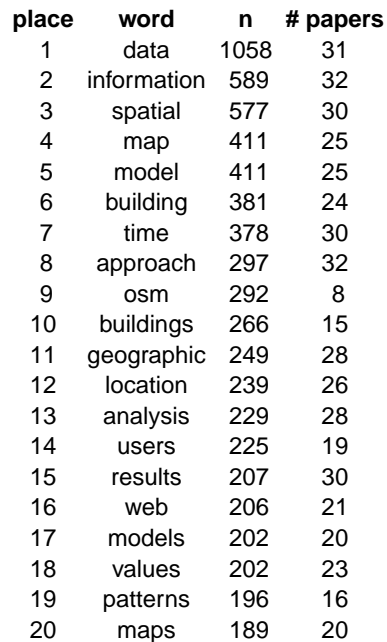 place word n # papers
1 data 1058 31
2 information 589 32
3 spatial 577 30
4 map 411 25
5 model 411 25
6 building 381 24
7 time 378 30
8 approach 297 32
9 osm 292 8
10 buildings 266 15
11 geographic 249 28
12 location 239 26
13 analysis 229 28
14 users 225 19
15 results 207 30
16 web 206 21
17 models 202 20
18 values 202 23
19 patterns 196 16
20 maps 189 20